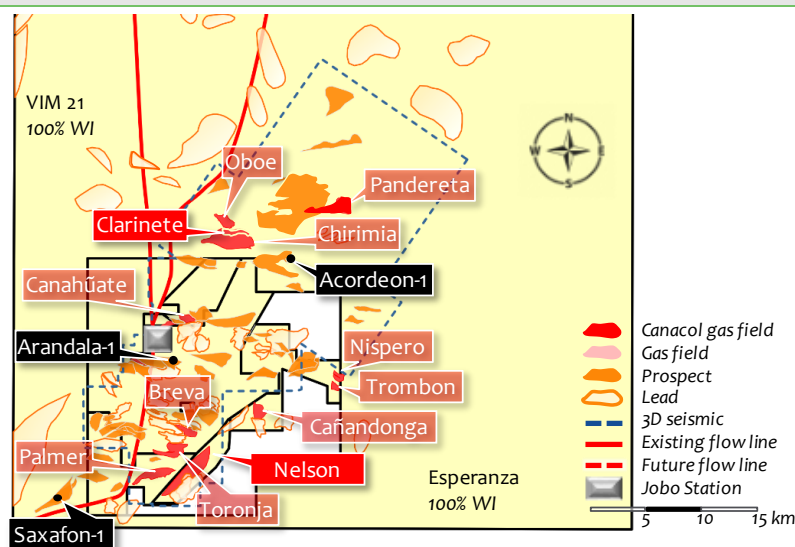 VIM 21
100% WI
Oboe
Pandereta
Clarinete
Chirimia
Canahüate
Acordeon-1
Arandala-1
Nispero
Trombon
Breva
Cañandonga
Palmer
Nelson
Toronja
Saxafon-1
Esperanza
100% WI
N
W
E
S
Canacol gas field
Gas field
Prospect
Lead
3D seismic
Existing flow line
Future flow line
Jobo Station
5 10 15 km